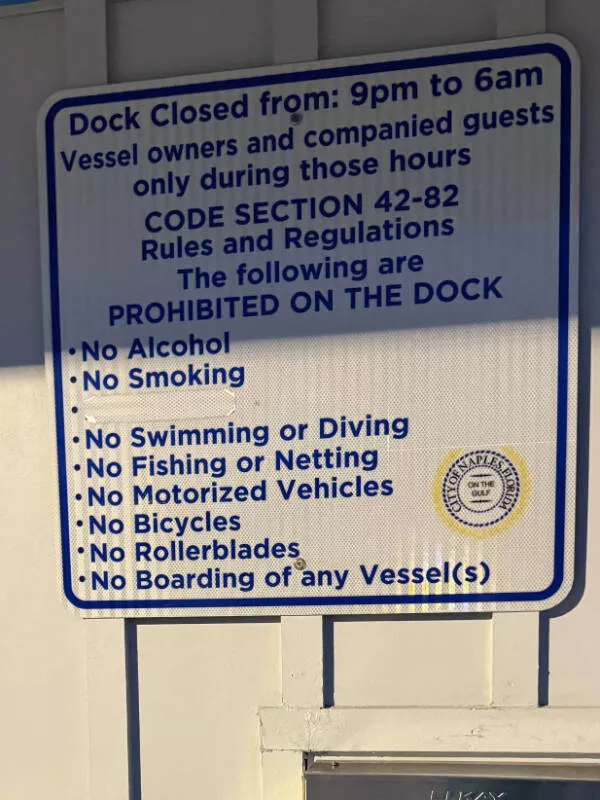 Dock Closed from: 9pm to 6am
Vessel owners and companied guests
only during those hours
CODE SECTION 42-82
Rules and Regulations
The following are
PROHIBITED ON THE DOCK
• No Alcohol
• No Smoking
•
• No Swimming or Diving
• No Fishing or Netting
• No Motorized Vehicles
• No Bicycles
• No Rollerblades
• No Boarding of any Vessel(s)
CITY OF NAPLES, FLORIDA
ON THE
GULF
ELKAY